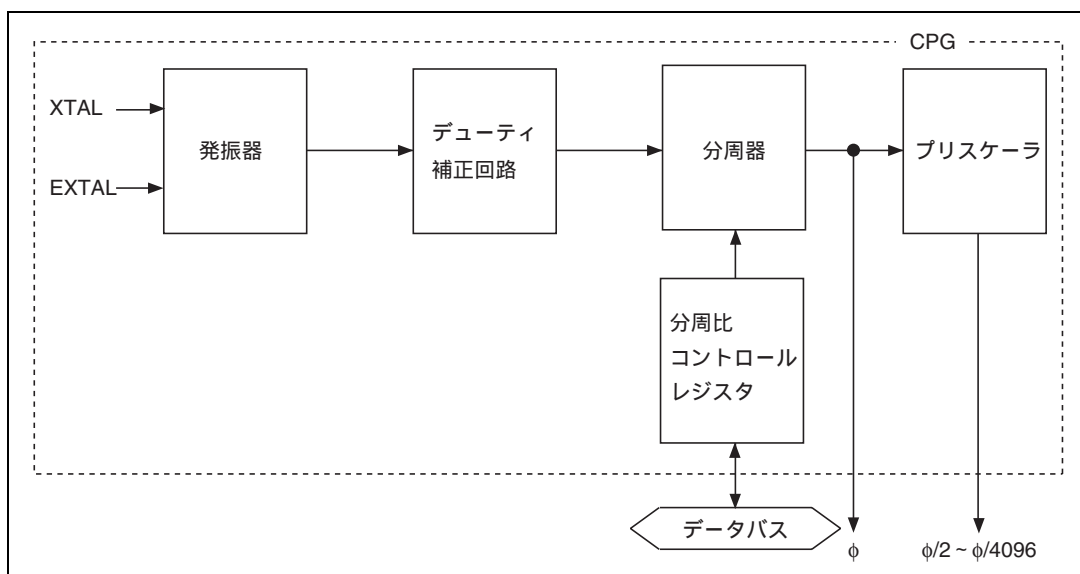 CPG
XTAL
EXTAL
発振器
デューティ
補正回路
分周器
プリスケーラ
分周比
コントロール
レジスタ
データバス
φ
φ/2 ~ φ/4096